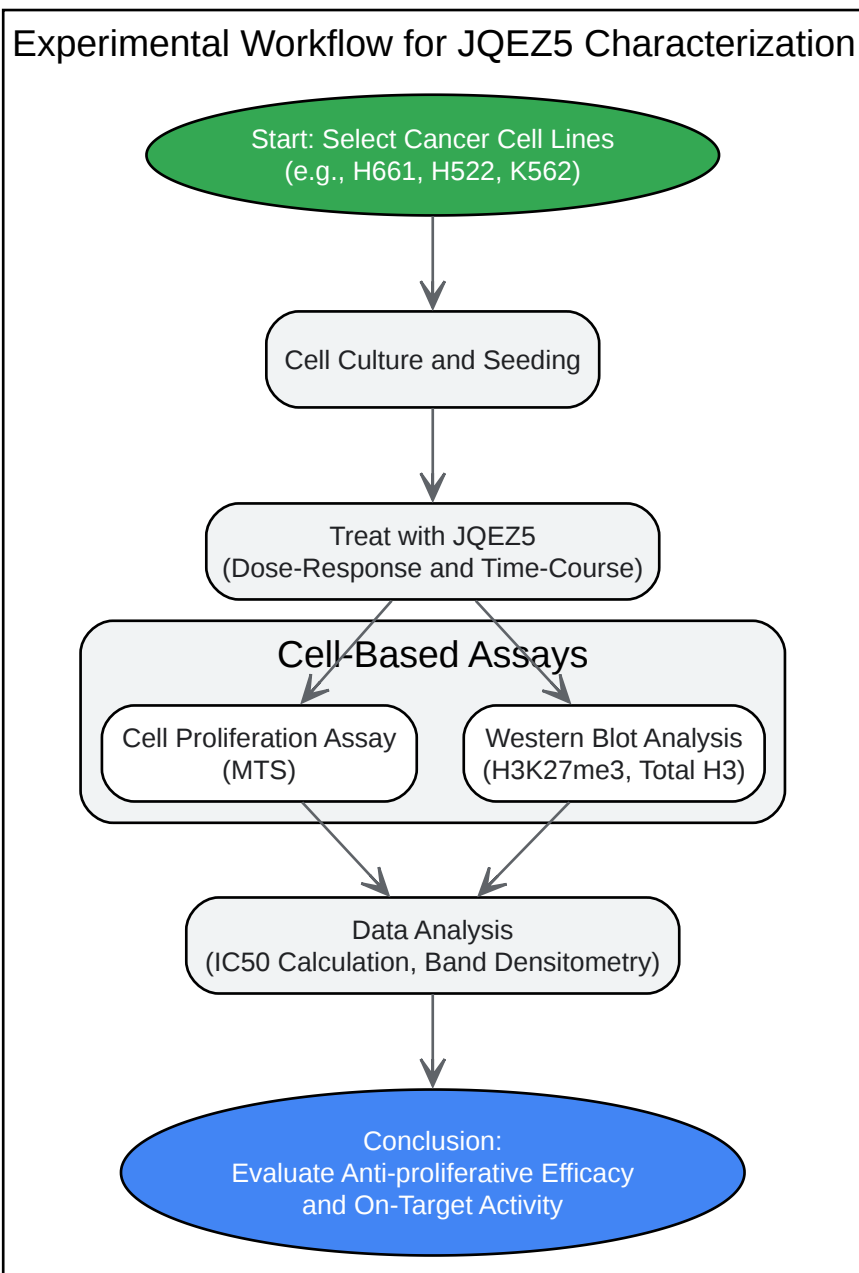 Experimental Workflow for JQEZ5 Characterization
Start: Select Cancer Cell Lines
(e.g., H661, H522, K562)
Cell Culture and Seeding
Treat with JQEZ5
(Dose-Response and Time-Course)
Cell-Based Assays
Cell Proliferation Assay
(MTS)
Western Blot Analysis
(H3K27me3, Total H3)
Data Analysis
(IC50 Calculation, Band Densitometry)
Conclusion:
Evaluate Anti-proliferative Efficacy
and On-Target Activity